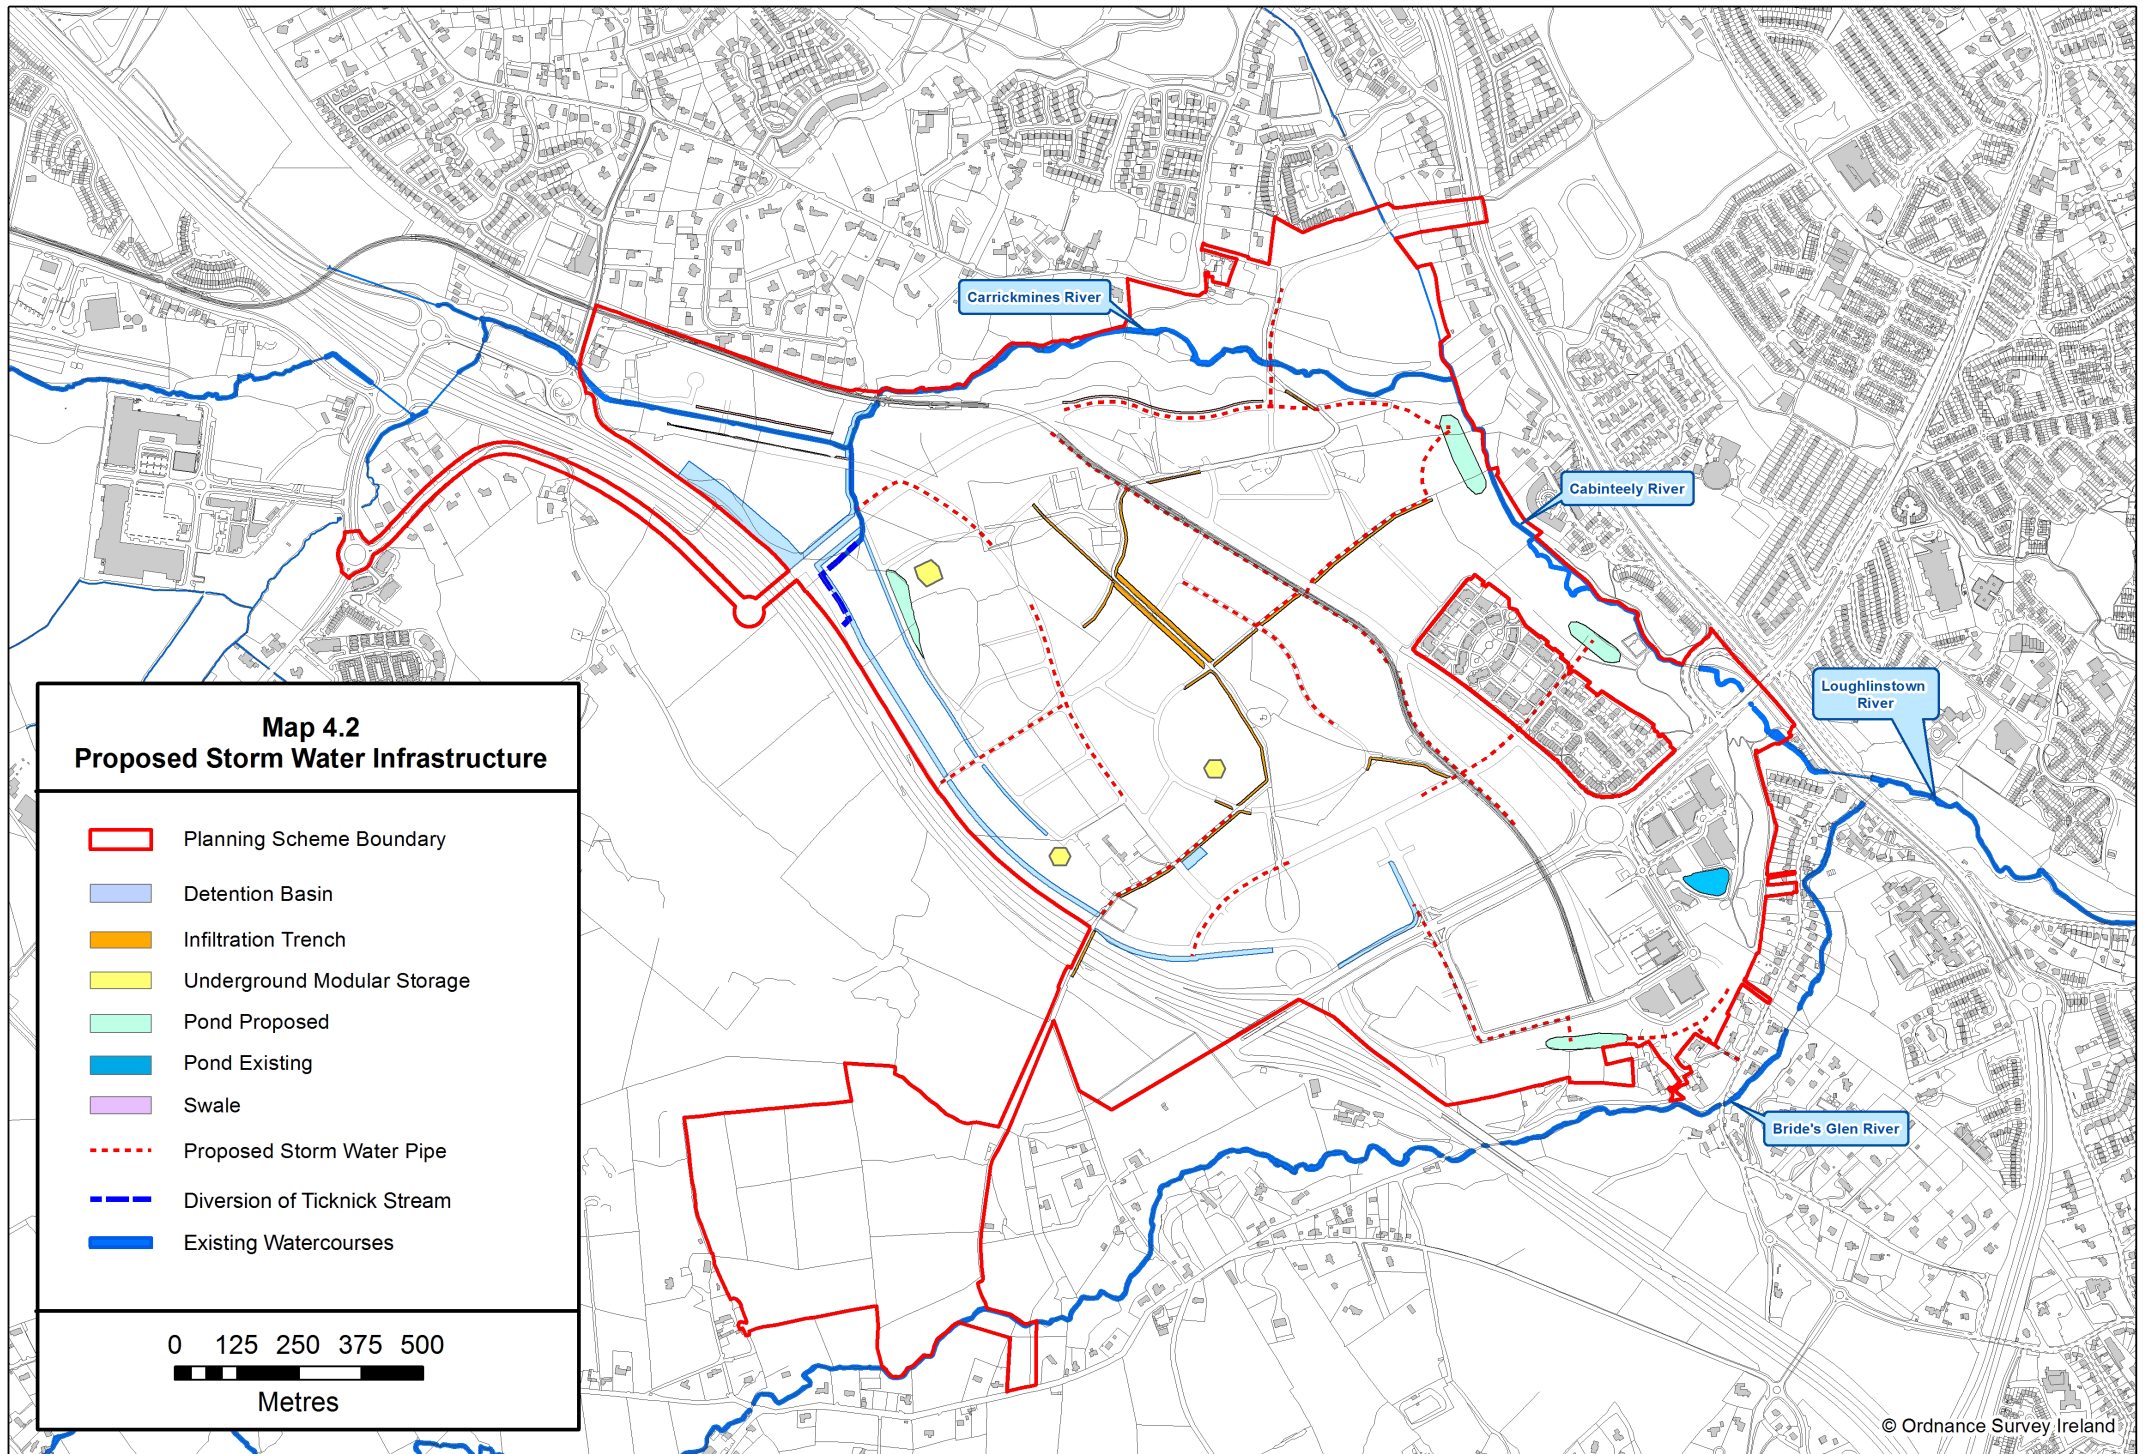 Carrickmines River
Cabinteely River
Loughlinstown
River
Bride's Glen River
Map 4.2
Proposed Storm Water Infrastructure
Planning Scheme Boundary
Detention Basin
Infiltration Trench
Underground Modular Storage
Pond Proposed
Pond Existing
Swale
Proposed Storm Water Pipe
Diversion of Ticknick Stream
Existing Watercourses
0 125 250 375 500
Metres
© Ordnance Survey Ireland